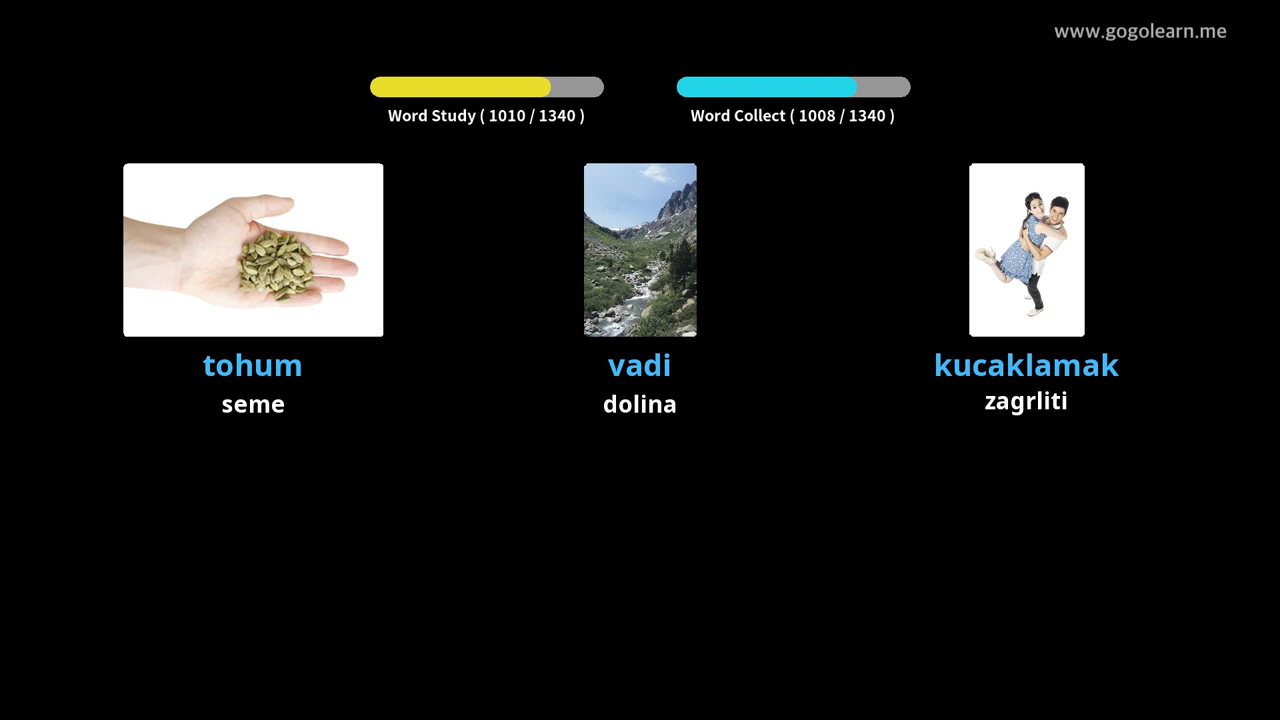 www.gogolearn.me
Word Study ( 1010 / 1340 )
Word Collect ( 1008 / 1340 )
tohum
seme
vadi
dolina
kucaklamak
zagrliti